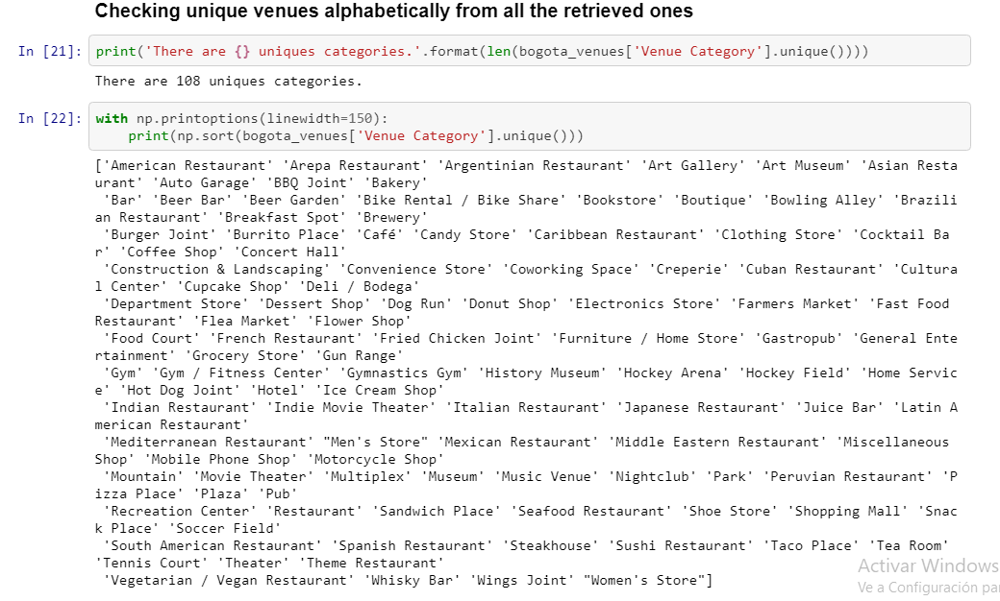 Checking unique venues alphabetically from all the retrieved ones
In [21]: print('There are {} uniques categories.'.format(len(bogota_venues['Venue Category'].unique())))
There are 108 uniques categories.
In [22]: with np.printoptions(linewidth=150):
print(np.sort(bogota_venues['Venue Category'].unique()))
['American Restaurant' 'Arepa Restaurant' 'Argentinian Restaurant' 'Art Gallery' 'Art Museum' 'Asian Resta
urant' 'Auto Garage' 'BBQ Joint' 'Bakery'
'Bar' 'Beer Bar' 'Beer Garden' 'Bike Rental / Bike Share' 'Bookstore' 'Boutique' 'Bowling Alley' 'Brazili
an Restaurant' 'Breakfast Spot' 'Brewery'
'Burger Joint' 'Burrito Place' 'Café' 'Candy Store' 'Caribbean Restaurant' 'Clothing Store' 'Cocktail Ba
r' 'Coffee Shop' 'Concert Hall'
'Construction & Landscaping' 'Convenience Store' 'Coworking Space' 'Creperie' 'Cuban Restaurant' 'Cultura
l Center' 'Cupcake Shop' 'Deli / Bodega'
'Department Store' 'Dessert Shop' 'Dog Run' 'Donut Shop' 'Electronics Store' 'Farmers Market' 'Fast Food
Restaurant' 'Flea Market' 'Flower Shop'
'Food Court' 'French Restaurant' 'Fried Chicken Joint' 'Furniture / Home Store' 'Gastropub' 'General Ente
rtainment' 'Grocery Store' 'Gun Range'
'Gym' 'Gym / Fitness Center' 'Gymnastics Gym' 'History Museum' 'Hockey Arena' 'Hockey Field' 'Home Servic
e' 'Hot Dog Joint' 'Hotel' 'Ice Cream Shop'
'Indian Restaurant' 'Indie Movie Theater' 'Italian Restaurant' 'Japanese Restaurant' 'Juice Bar' 'Latin A
merican Restaurant'
'Mediterranean Restaurant' "Men's Store" 'Mexican Restaurant' 'Middle Eastern Restaurant' 'Miscellaneous
Shop' 'Mobile Phone Shop' 'Motorcycle Shop'
'Mountain' 'Movie Theater' 'Multiplex' 'Museum' 'Music Venue' 'Nightclub' 'Park' 'Peruvian Restaurant' 'P
izza Place' 'Plaza' 'Pub'
'Recreation Center' 'Restaurant' 'Sandwich Place' 'Seafood Restaurant' 'Shoe Store' 'Shopping Mall' 'Snac
k Place' 'Soccer Field'
'South American Restaurant' 'Spanish Restaurant' 'Steakhouse' 'Sushi Restaurant' 'Taco Place' 'Tea Room'
'Tennis Court' 'Theater' 'Theme Restaurant'
'Vegetarian / Vegan Restaurant' 'Whisky Bar' 'Wings Joint' "Women's Store"]
Activar Windows
Ve a Configuración pa